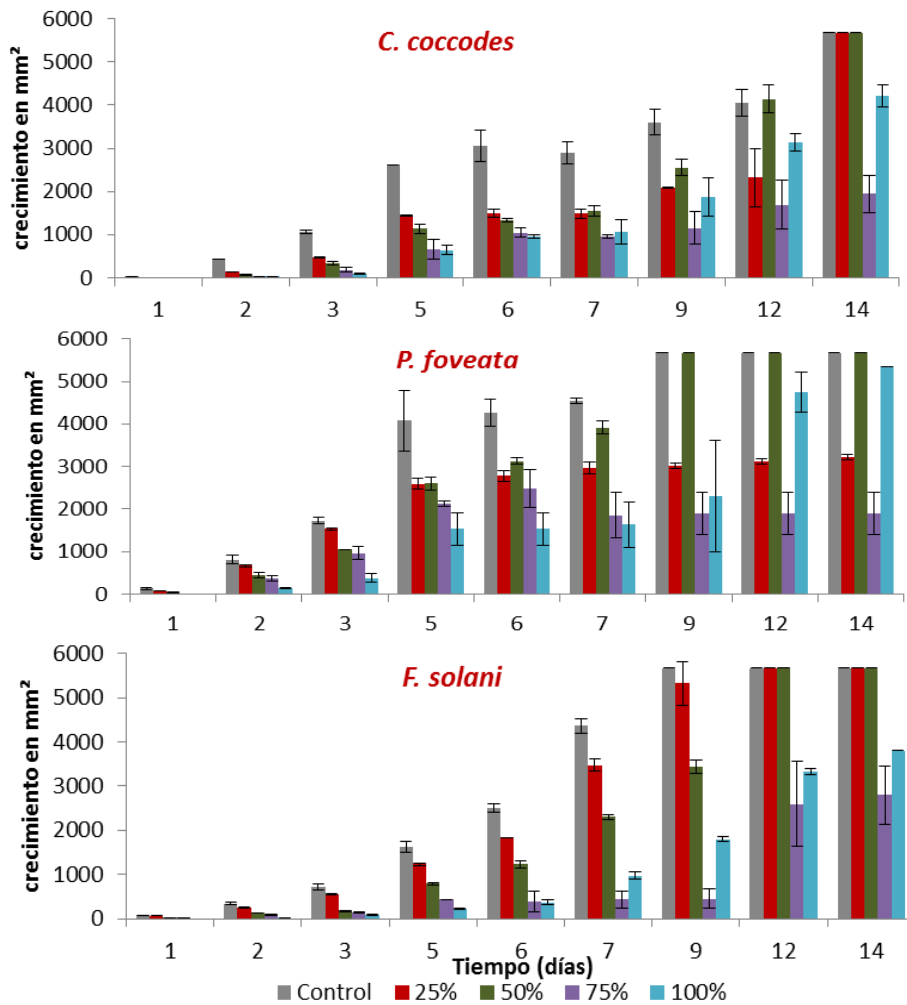 C. coccodes
crecimiento en mm²
6000
5000
4000
3000
2000
1000
0
1 2 3 5 6 7 9 12 14
P. foveata
crecimiento en mm²
6000
5000
4000
3000
2000
1000
0
1 2 3 5 6 7 9 12 14
F. solani
crecimiento en mm²
6000
5000
4000
3000
2000
1000
0
1 2 3 5 6 7 9 12 14
Tiempo (días)
Control 25% 50% 75% 100%